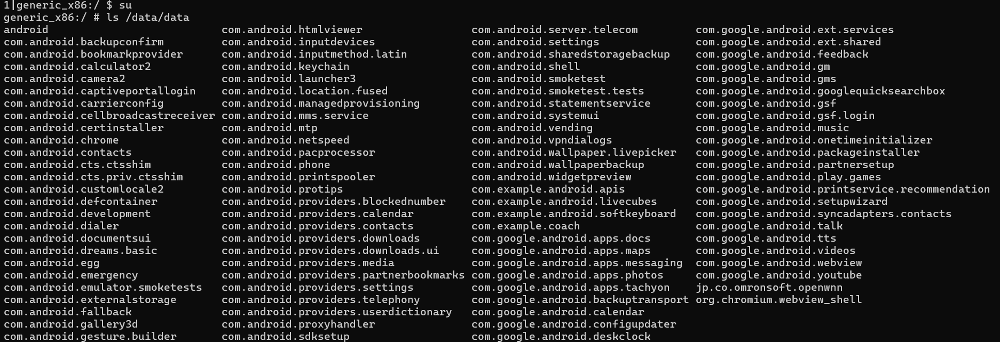 1|generic_x86:/ $ su
generic_x86:/ # ls /data/data
android com.android.htmlviewer com.android.server.telecom com.google.android.ext.services
com.android.backupconfirm com.android.inputdevices com.android.settings com.google.android.ext.shared
com.android.bookmarkprovider com.android.inputmethod.latin com.android.sharedstoragebackup com.google.android.feedback
com.android.calculator2 com.android.keychain com.android.shell com.google.android.gm
com.android.camera2 com.android.launcher3 com.android.smoketest com.google.android.gms
com.android.captiveportallogin com.android.location.fused com.android.smoketest.tests com.google.android.googlequicksearchbox
com.android.carrierconfig com.android.managedprovisioning com.android.statementservice com.google.android.gsf
com.android.cellbroadcastreceiver com.android.mms.service com.android.systemui com.google.android.gsf.login
com.android.certinstaller com.android.mtp com.android.vending com.google.android.music
com.android.chrome com.android.netspeed com.android.vpndialogs com.google.android.onetimeinitializer
com.android.contacts com.android.pacprocessor com.android.wallpaper.livepicker com.google.android.packageinstaller
com.android.cts.ctsshim com.android.phone com.android.wallpaperbackup com.google.android.partnersetup
com.android.cts.priv.ctsshim com.android.printspooler com.android.widgetpreview com.google.android.play.games
com.android.customlocale2 com.android.protips com.example.android.apis com.google.android.printservice.recommendation
com.android.defcontainer com.android.providers.blockednumber com.example.android.livecubes com.google.android.setupwizard
com.android.development com.android.providers.calendar com.example.android.softkeyboard com.google.android.syncadapters.contacts
com.android.dialer com.android.providers.contacts com.example.coach com.google.android.talk
com.android.documentsui com.android.providers.downloads com.google.android.apps.docs com.google.android.tts
com.android.dreams.basic com.android.providers.downloads.ui com.google.android.apps.maps com.google.android.videos
com.android.egg com.android.providers.media com.google.android.apps.messaging com.google.android.webview
com.android.emergency com.android.providers.partnerbookmarks com.google.android.apps.photos com.google.android.youtube
com.android.emulator.smoketests com.android.providers.settings com.google.android.apps.tachyon jp.co.omronsoft.openwnn
com.android.externalstorage com.android.providers.telephony com.google.android.backuptransport org.chromium.webview_shell
com.android.fallback com.android.providers.userdictionary com.google.android.calendar
com.android.gallery3d com.android.proxyhandler com.google.android.configupdater
com.android.gesture.builder com.android.sdksetup com.google.android.deskclock